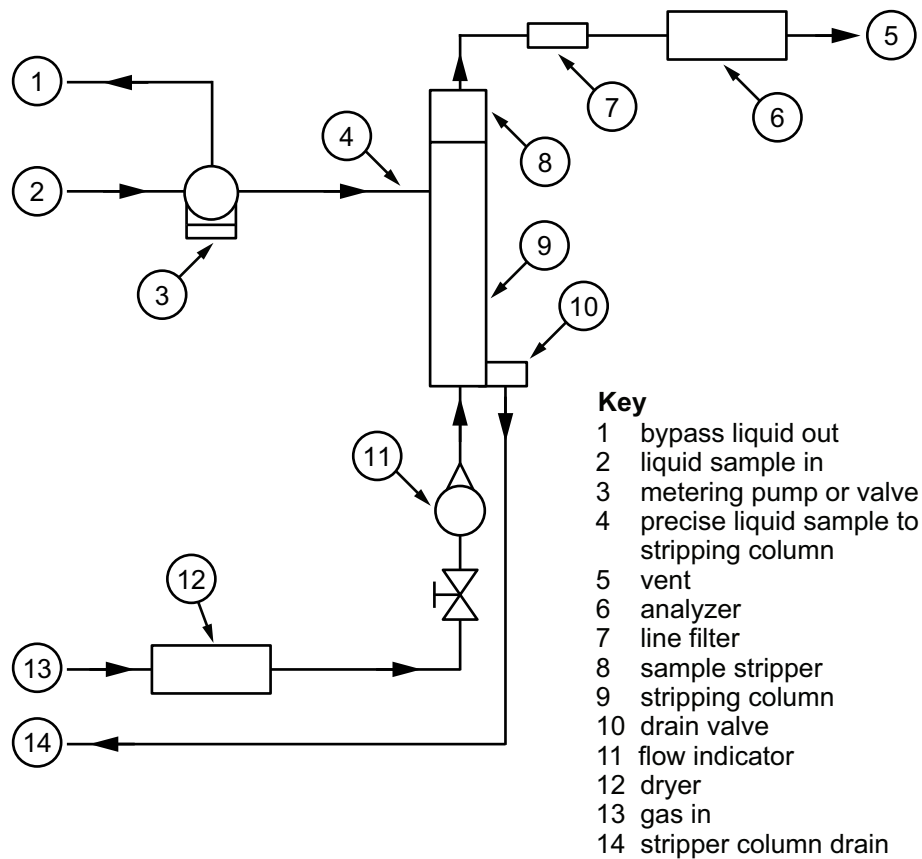 5
1
7
6
4
8
2
9
3
10
11
12
13
14
Key
1 bypass liquid out
2 liquid sample in
3 metering pump or valve
4 precise liquid sample to
stripping column
5 vent
6 analyzer
7 line filter
8 sample stripper
9 stripping column
10 drain valve
11 flow indicator
12 dryer
13 gas in
14 stripper column drain